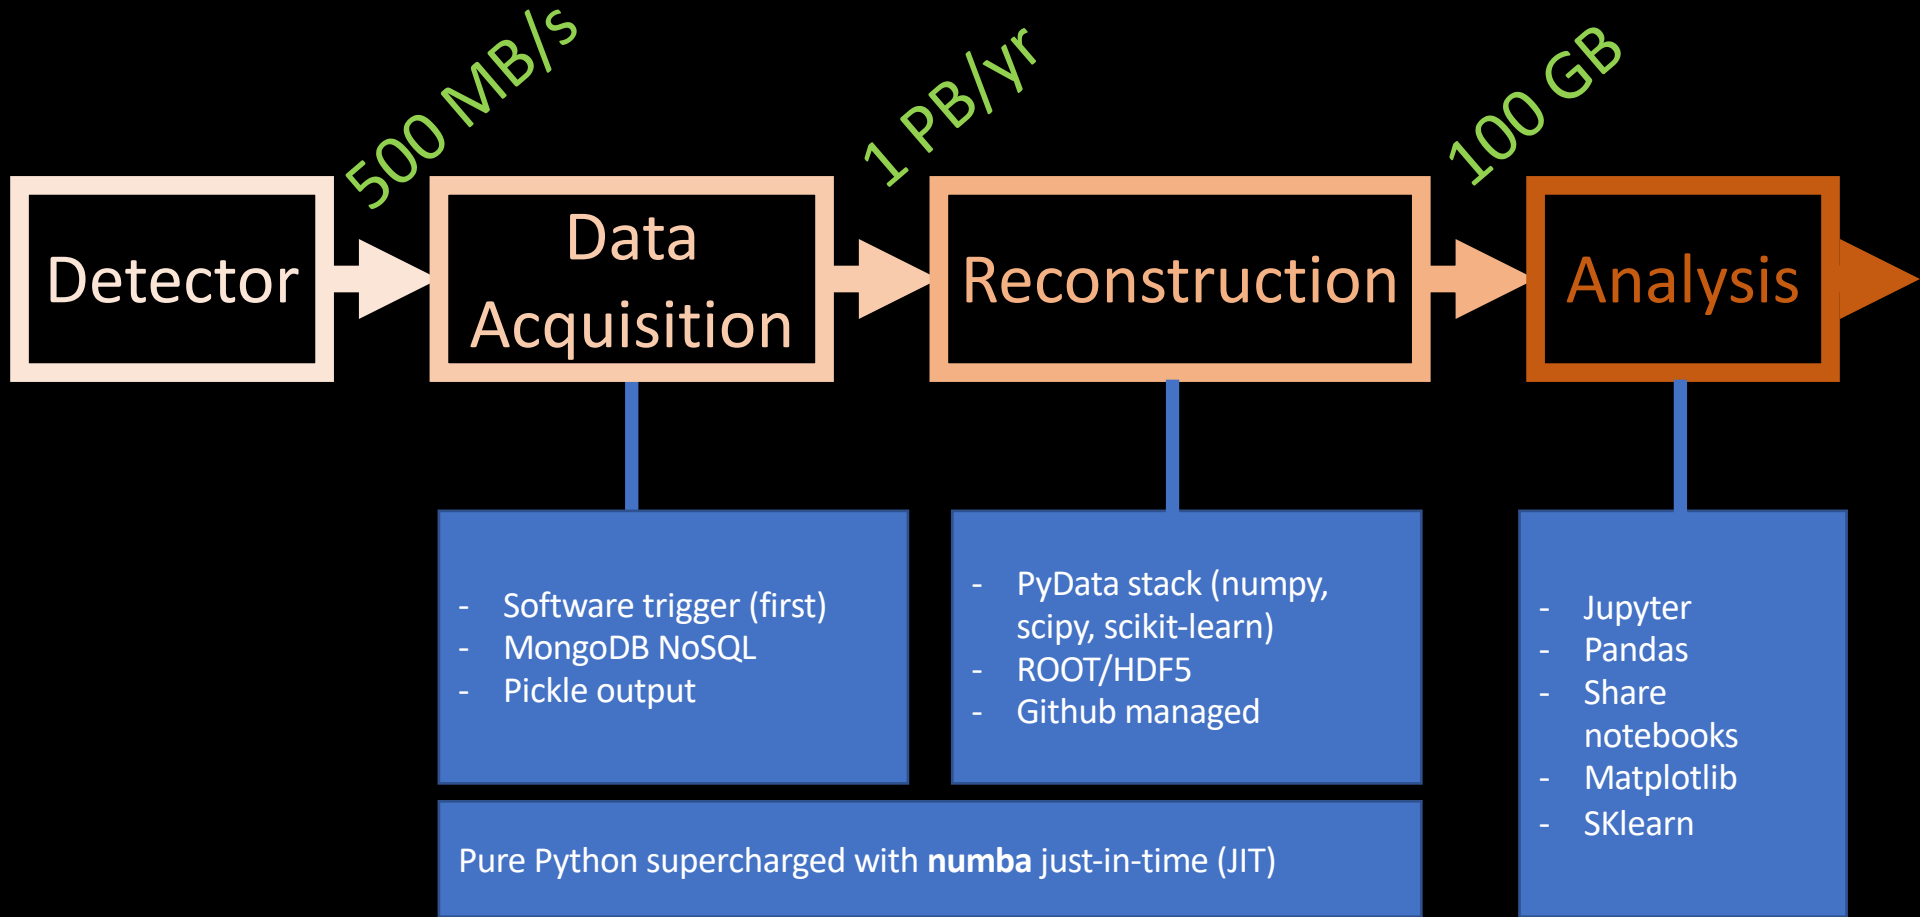 500 MB/s
1 PB/yr
100 GB
Detector
Data
Acquisition
Reconstruction
Analysis
- Software trigger (first)
- MongoDB NoSQL
- Pickle output
- PyData stack (numpy,
scipy, scikit-learn)
- ROOT/HDF5
- Github managed
- Jupyter
- Pandas
- Share
notebooks
- Matplotlib
- SKlearn
Pure Python supercharged with numba just-in-time (JIT)